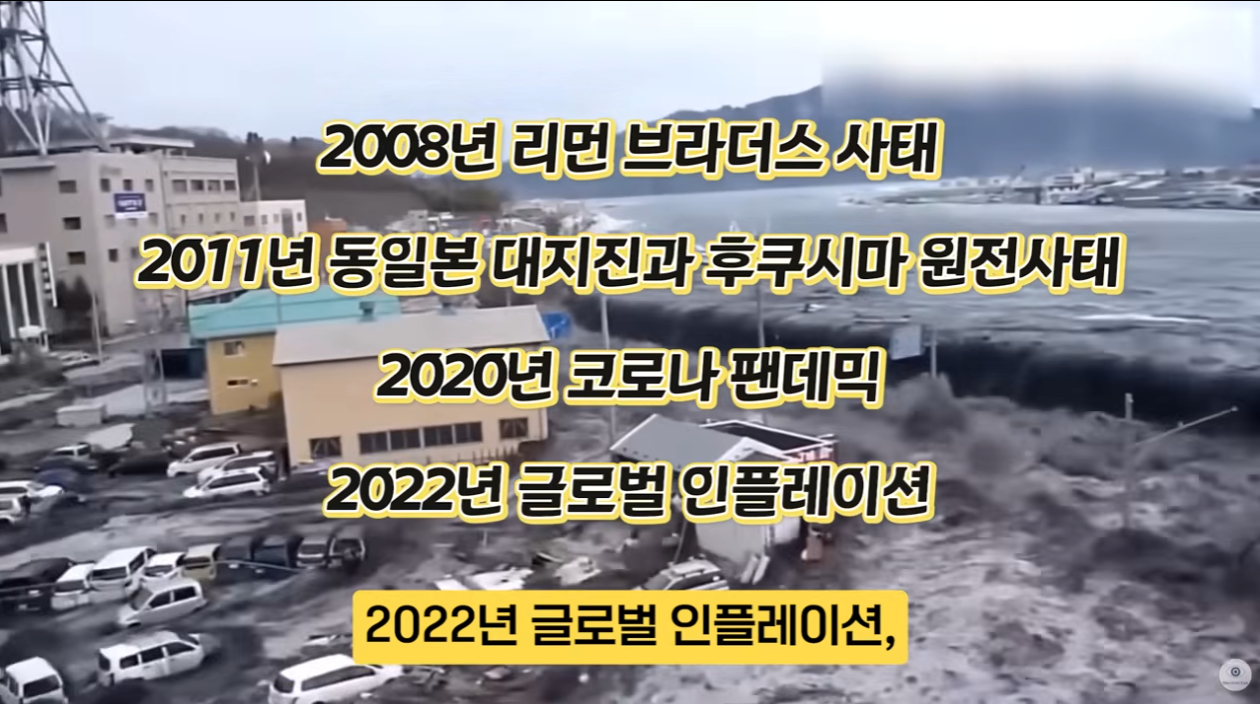 2008년 리먼 브라더스 사태
2011년 동일본 대지진과 후쿠시마 원전사태
2020년 코로나 팬데믹
2022년 글로벌 인플레이션
2022년 글로벌 인플레이션,